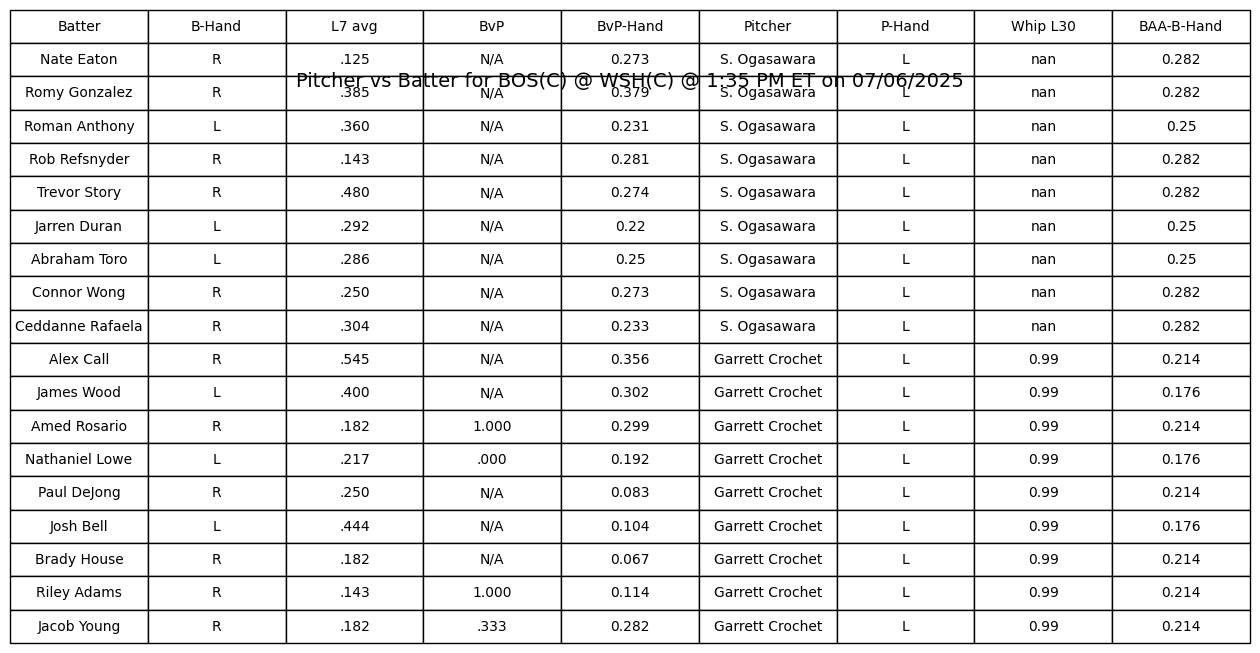 Batter B-Hand L7 avg BvP BvP-Hand Pitcher P-Hand Whip L30 BAA-B-Hand
Nate Eaton R .125 N/A 0.273 S. Ogasawara L nan 0.282
Pitcher vs Batter for BOS(C) @ WSH(C) @ 1:35 PM ET on 07/06/2025
Romy Gonzalez R .385 N/A 0.379 S. Ogasawara L nan 0.282
Roman Anthony L .360 N/A 0.231 S. Ogasawara L nan 0.25
Rob Refsnyder R .143 N/A 0.281 S. Ogasawara L nan 0.282
Trevor Story R .480 N/A 0.274 S. Ogasawara L nan 0.282
Jarren Duran L .292 N/A 0.22 S. Ogasawara L nan 0.25
Abraham Toro L .286 N/A 0.25 S. Ogasawara L nan 0.25
Connor Wong R .250 N/A 0.273 S. Ogasawara L nan 0.282
Ceddanne Rafaela R .304 N/A 0.233 S. Ogasawara L nan 0.282
Alex Call R .545 N/A 0.356 Garrett Crochet L 0.99 0.214
James Wood L .400 N/A 0.302 Garrett Crochet L 0.99 0.176
Amed Rosario R .182 1.000 0.299 Garrett Crochet L 0.99 0.214
Nathaniel Lowe L .217 .000 0.192 Garrett Crochet L 0.99 0.176
Paul DeJong R .250 N/A 0.083 Garrett Crochet L 0.99 0.214
Josh Bell L .444 N/A 0.104 Garrett Crochet L 0.99 0.176
Brady House R .182 N/A 0.067 Garrett Crochet L 0.99 0.214
Riley Adams R .143 1.000 0.114 Garrett Crochet L 0.99 0.214
Jacob Young R .182 .333 0.282 Garrett Crochet L 0.99 0.214